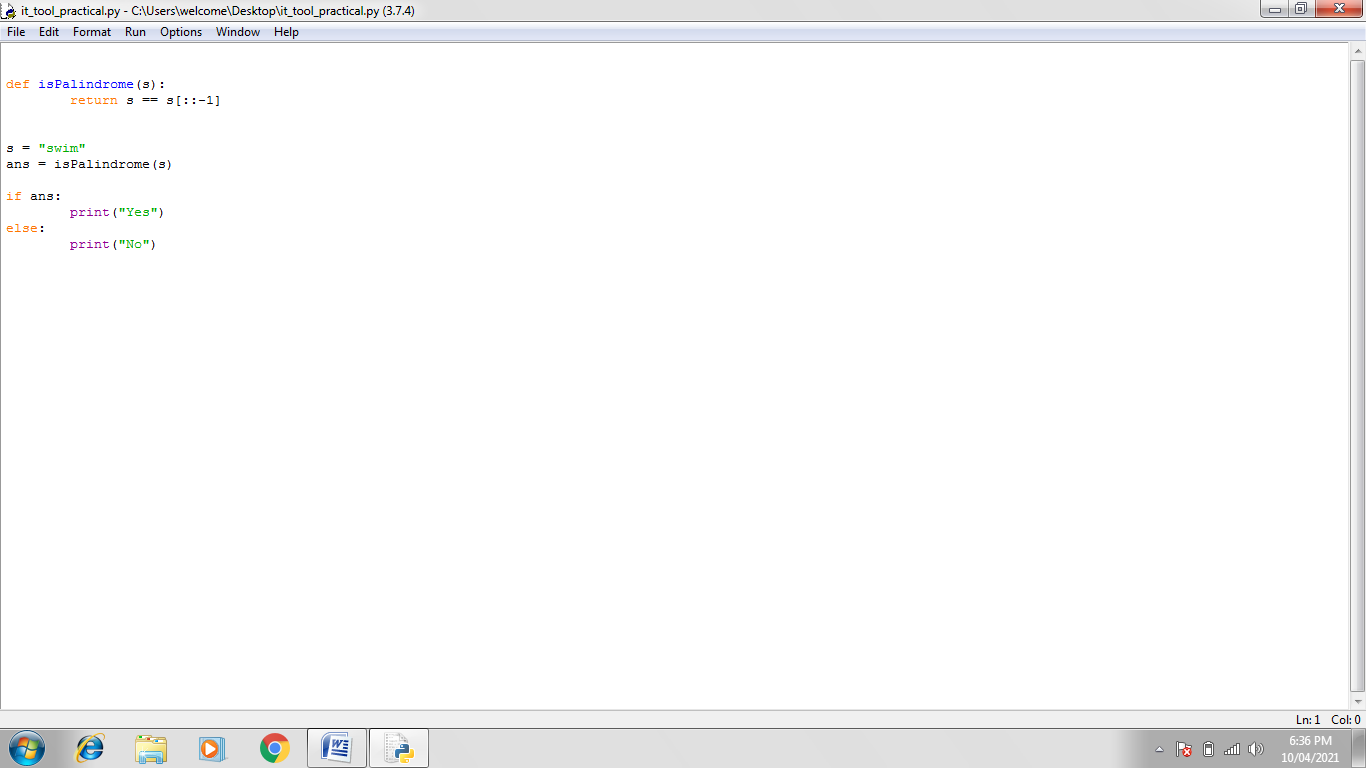 it_tool_practical.py - C:\Users\welcome\Desktop\it_tool_practical.py (3.7.4)
File Edit Format Run Options Window Help
def isPalindrome(s):
        return s == s[::-1]
s = "swim"
ans = isPalindrome(s)
if ans:
        print("Yes")
else:
        print("No")
Ln: 1 Col: 0
6:36 PM
10/04/2021